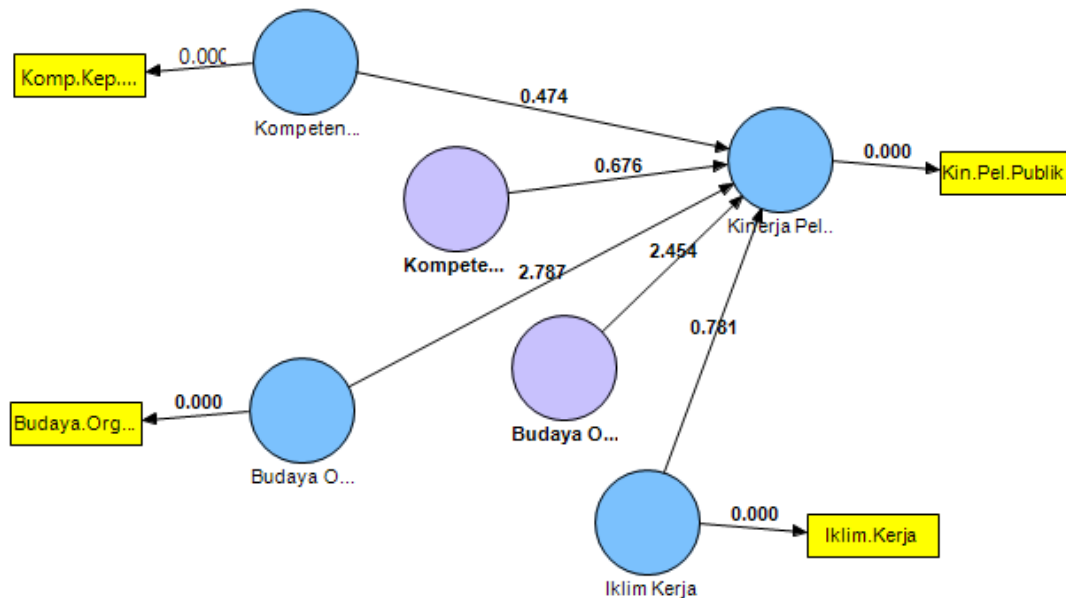 0.000
Komp.Kep....
Kompeten...
0.474
0.676
Kompete...
Kinerja Pel..
0.000
Kin.Pel.Publik
2.787
2.454
Budaya O...
0.781
0.000
Budaya.Org...
Budaya O...
Iklim Kerja
0.000
Iklim.Kerja